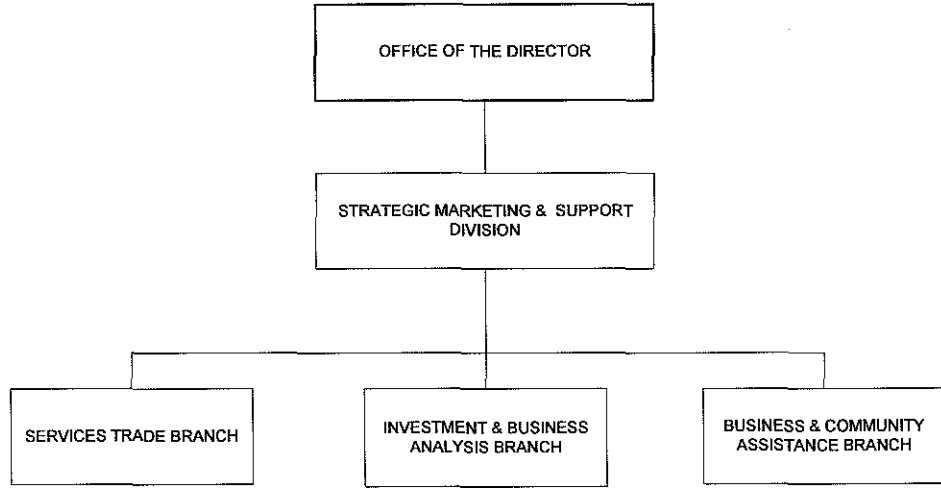 OFFICE OF THE DIRECTOR
STRATEGIC MARKETING & SUPPORT
DIVISION
SERVICES TRADE BRANCH
INVESTMENT & BUSINESS
ANALYSIS BRANCH
BUSINESS & COMMUNITY
ASSISTANCE BRANCH